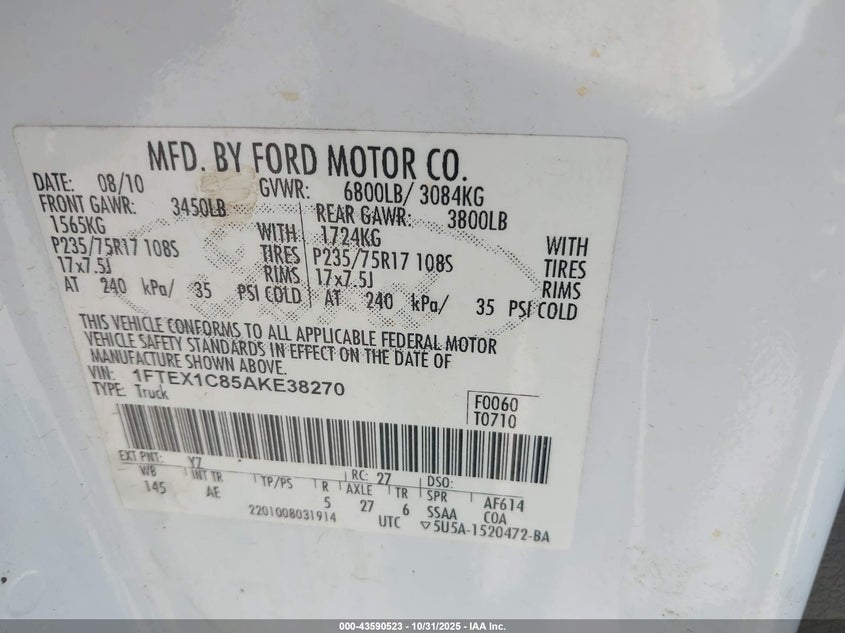 MFD. BY FORD MOTOR CO.
DATE: 08/10 GVWR: 6800LB/ 3084KG
FRONT GAWR: 3450LB REAR GAWR: 3800LB
1565KG WITH 1724KG WITH
P235/75R17 108S TIRES P235/75R17 108S TIRES
17x7.5J RIMS 17x7.5J RIMS
AT 240 kPa/ 35 PSI COLD AT 240 kPa/ 35 PSI COLD
THIS VEHICLE CONFORMS TO ALL APPLICABLE FEDERAL MOTOR
VEHICLE SAFETY STANDARDS IN EFFECT ON THE DATE OF
MANUFACTURE SHOWN ABOVE.
VIN: 1FTEX1C85AKE38270
TYPE: Truck
F0060
T0710
EXT PNT: YZ RC: 27 DSO:
WB INT TR TP/PS R AXLE TR SPR AF614
145 AE 5 27 6 SSAA COA
2201008031914 UTC ▽5U5A-1520472-BA
000-43590523 - 10/31/2025 - IAA Inc.